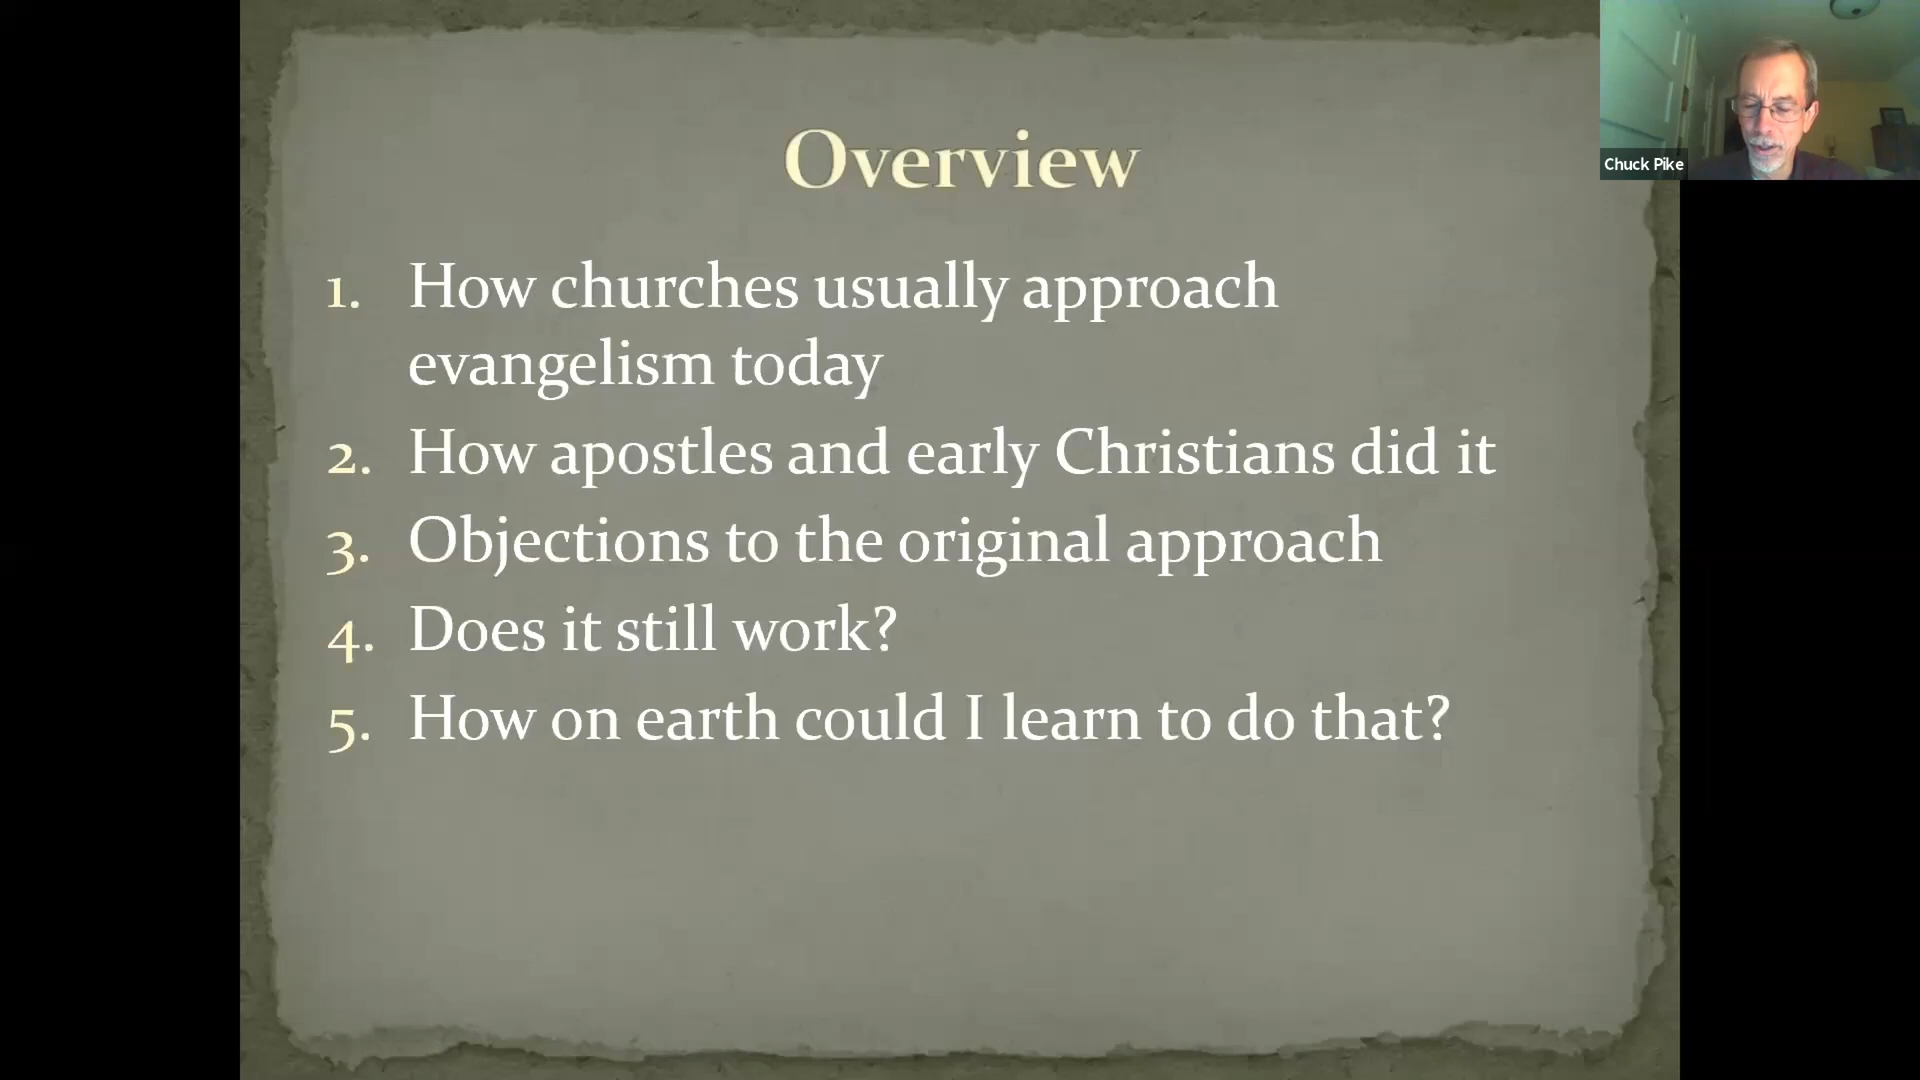 Overview
1. How churches usually approach
evangelism today
2. How apostles and early Christians did it
3. Objections to the original approach
4. Does it still work?
5. How on earth could I learn to do that?
Chuck Pike